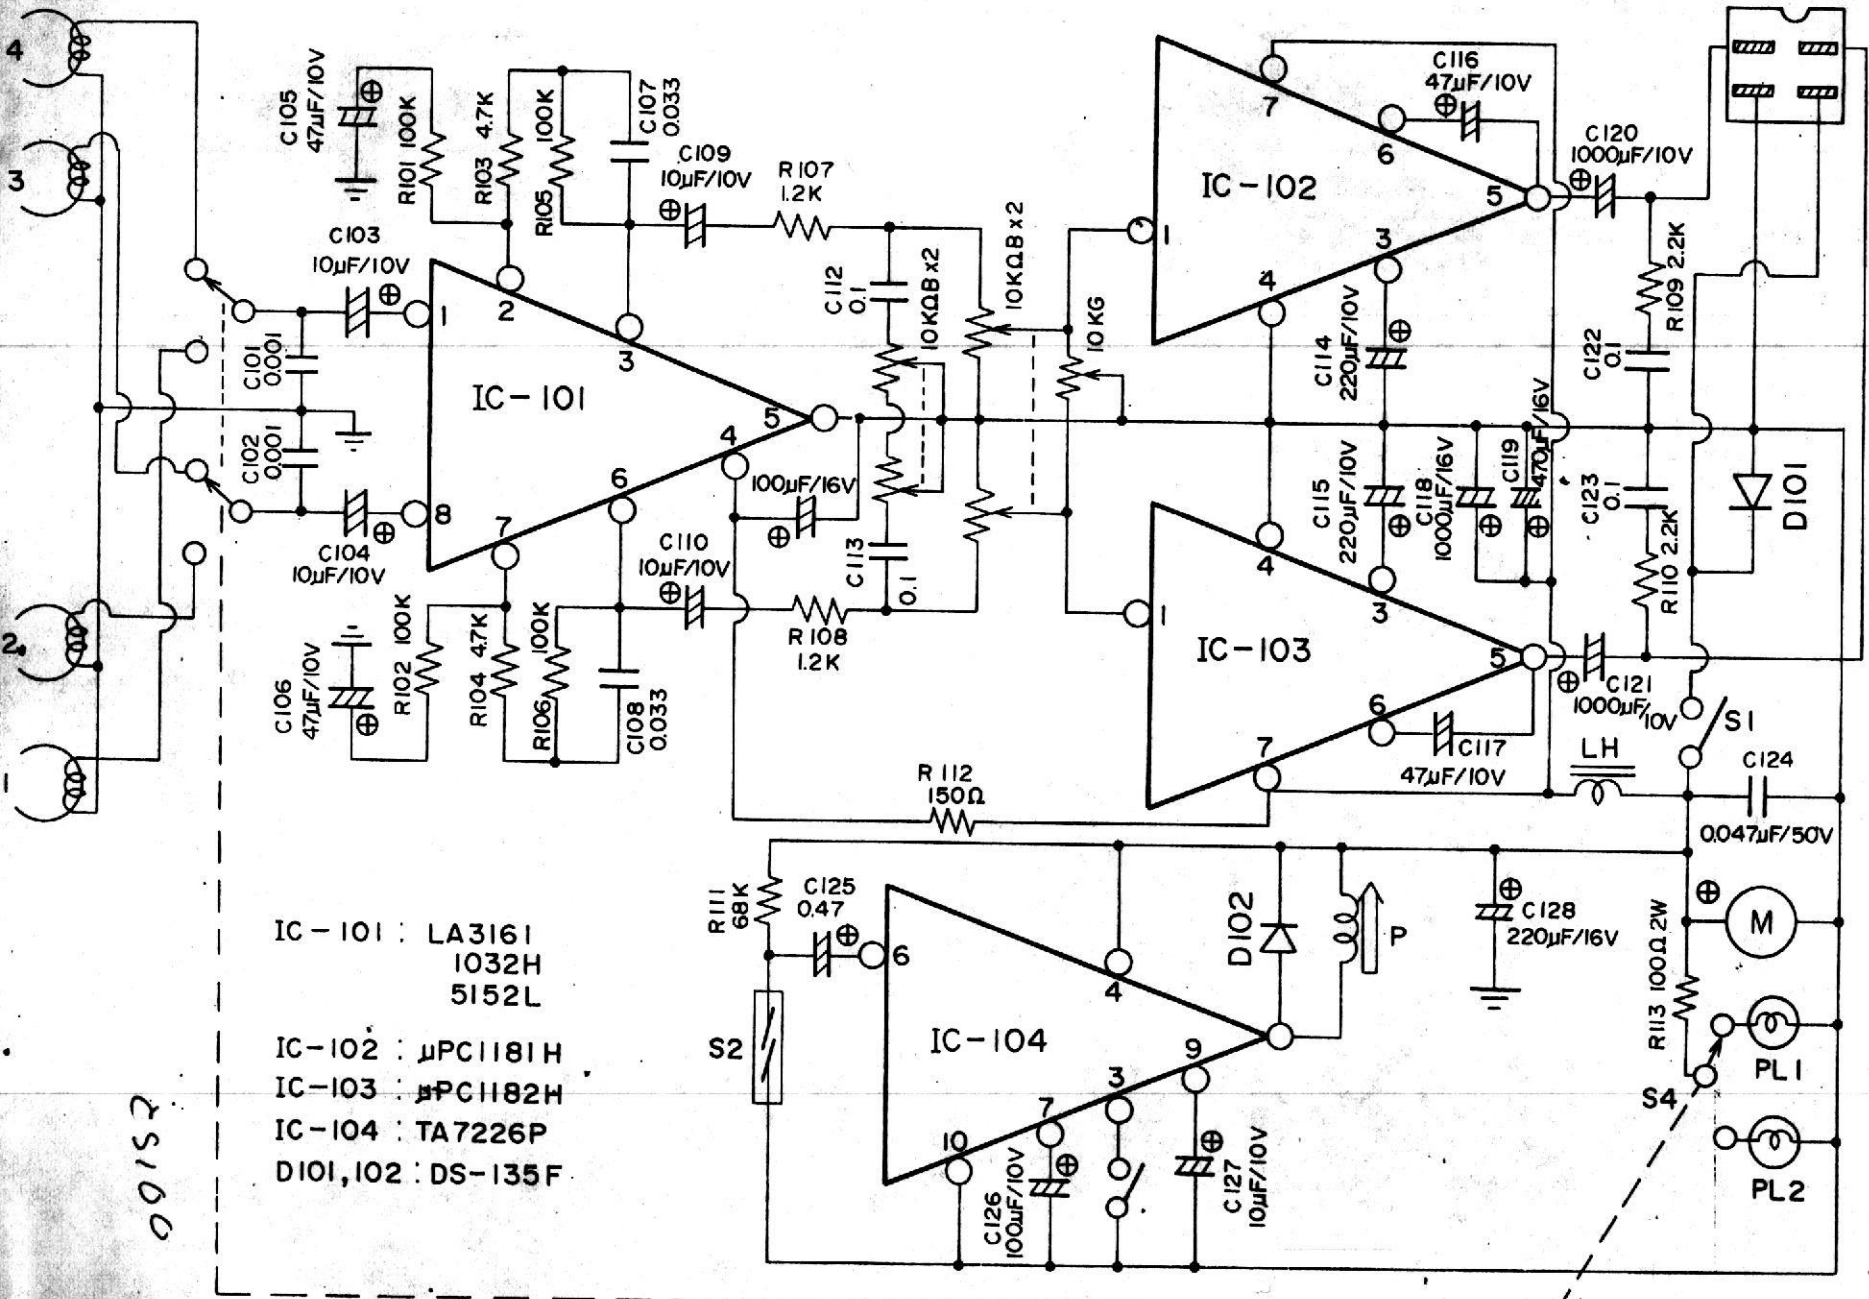 4
3
2.
1
C105
47µF/10V
R101 100K
R103 4.7K
R105
100K
C107
0.033
C109
10µF/10V
R107
1.2K
C103
10µF/10V
C101
0.001
C102
0.001
C104
10µF/10V
1
2
3
IC-101
5
4
6
7
8
100µF/16V
C112
0.1
10KΩB x2
10KΩB x2
10KG
C113
0.1
C110
10µF/10V
R108
1.2K
C106
47µF/10V
R102 100K
R104 4.7K
R106
100K
C108
0.033
R112
150Ω
7
C116
47µF/10V
6
IC-102
5
1
3
4
C120
1000µF/10V
R109 2.2K
C122
0.1
C114
220µF/10V
C115
220µF/10V
C118
1000µF/16V
C119
470µF/16V
C123
0.1
R110 2.2K
D101
4
3
1
IC-103
5
6
7
C117
47µF/10V
C121
1000µF/10V
S1
LH
C124
0.047µF/50V
R111
68K
C125
0.47
6
4
D102
P
C128
220µF/16V
M
R113 100Ω 2W
PL1
S4
PL2
S2
IC-104
9
3
7
10
C126
100µF/10V
C127
10µF/10V
IC-101 : LA3161
1032H
5152L
IC-102 : µPC1181H
IC-103 : µPC1182H
IC-104 : TA7226P
D101,102 : DS-135F
00152